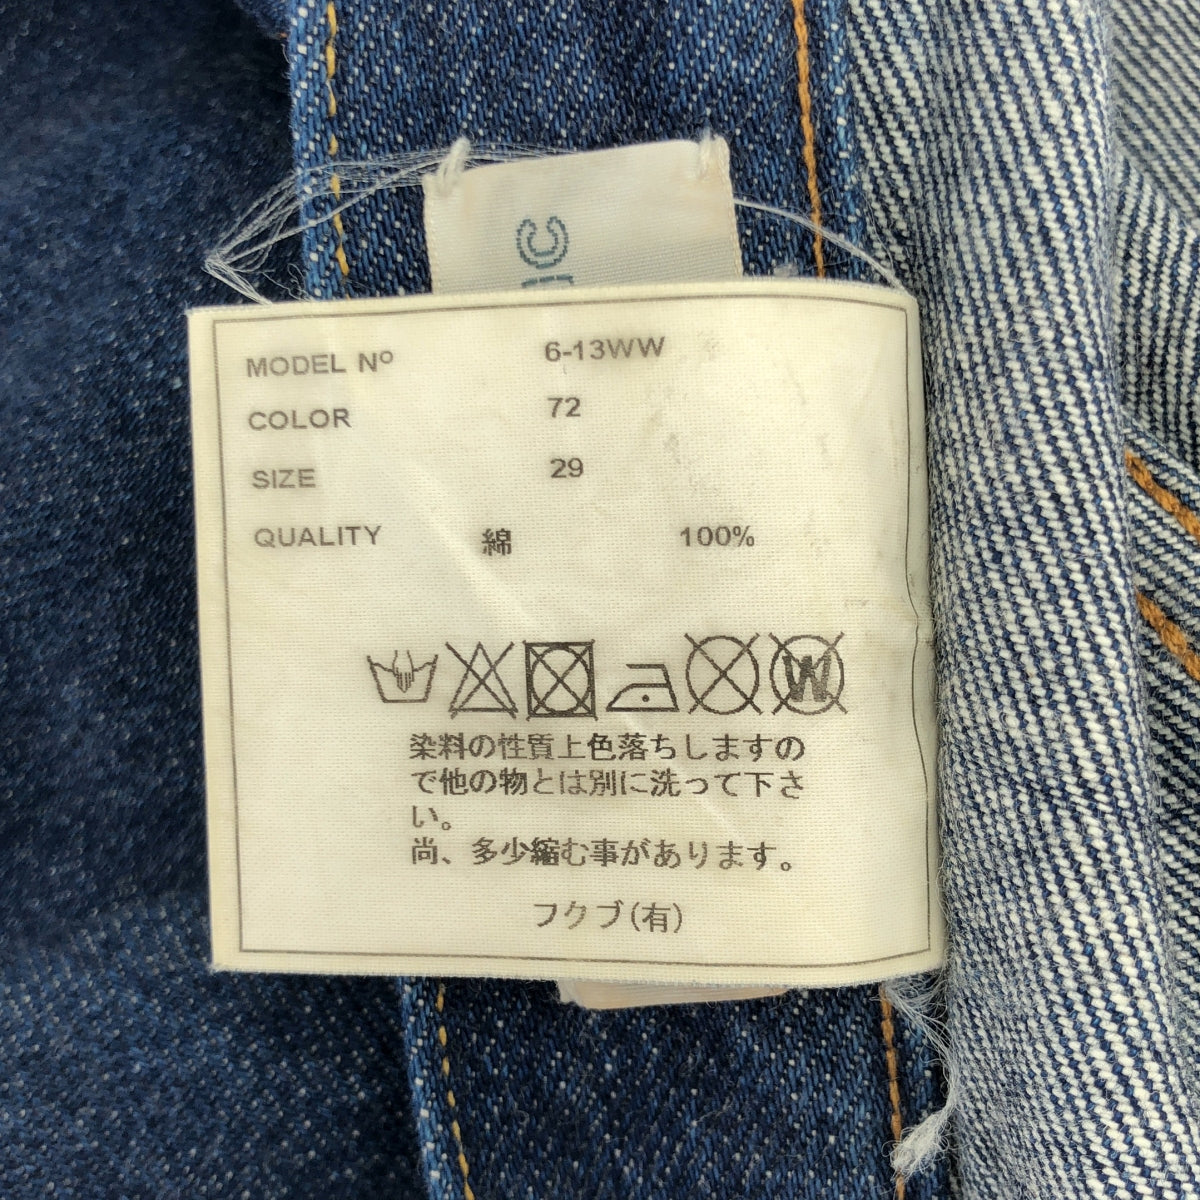 MODEL Nº 6-13WW
COLOR 72
SIZE 29
QUALITY 綿 100%
W
染料の性質上色落ちしますの
で他の物とは別に洗って下さ
い。
尚、多少縮む事があります。
フクブ(有)